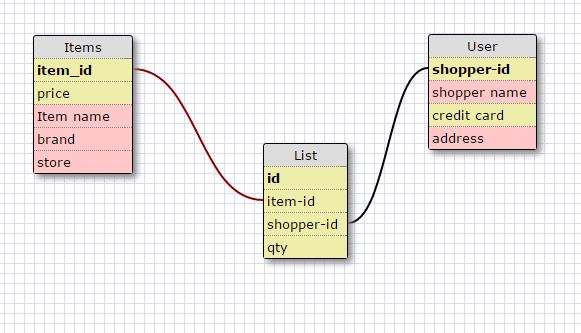 Items
item_id
price
Item name
brand
store
List
id
item-id
shopper-id
qty
User
shopper-id
shopper name
credit card
address